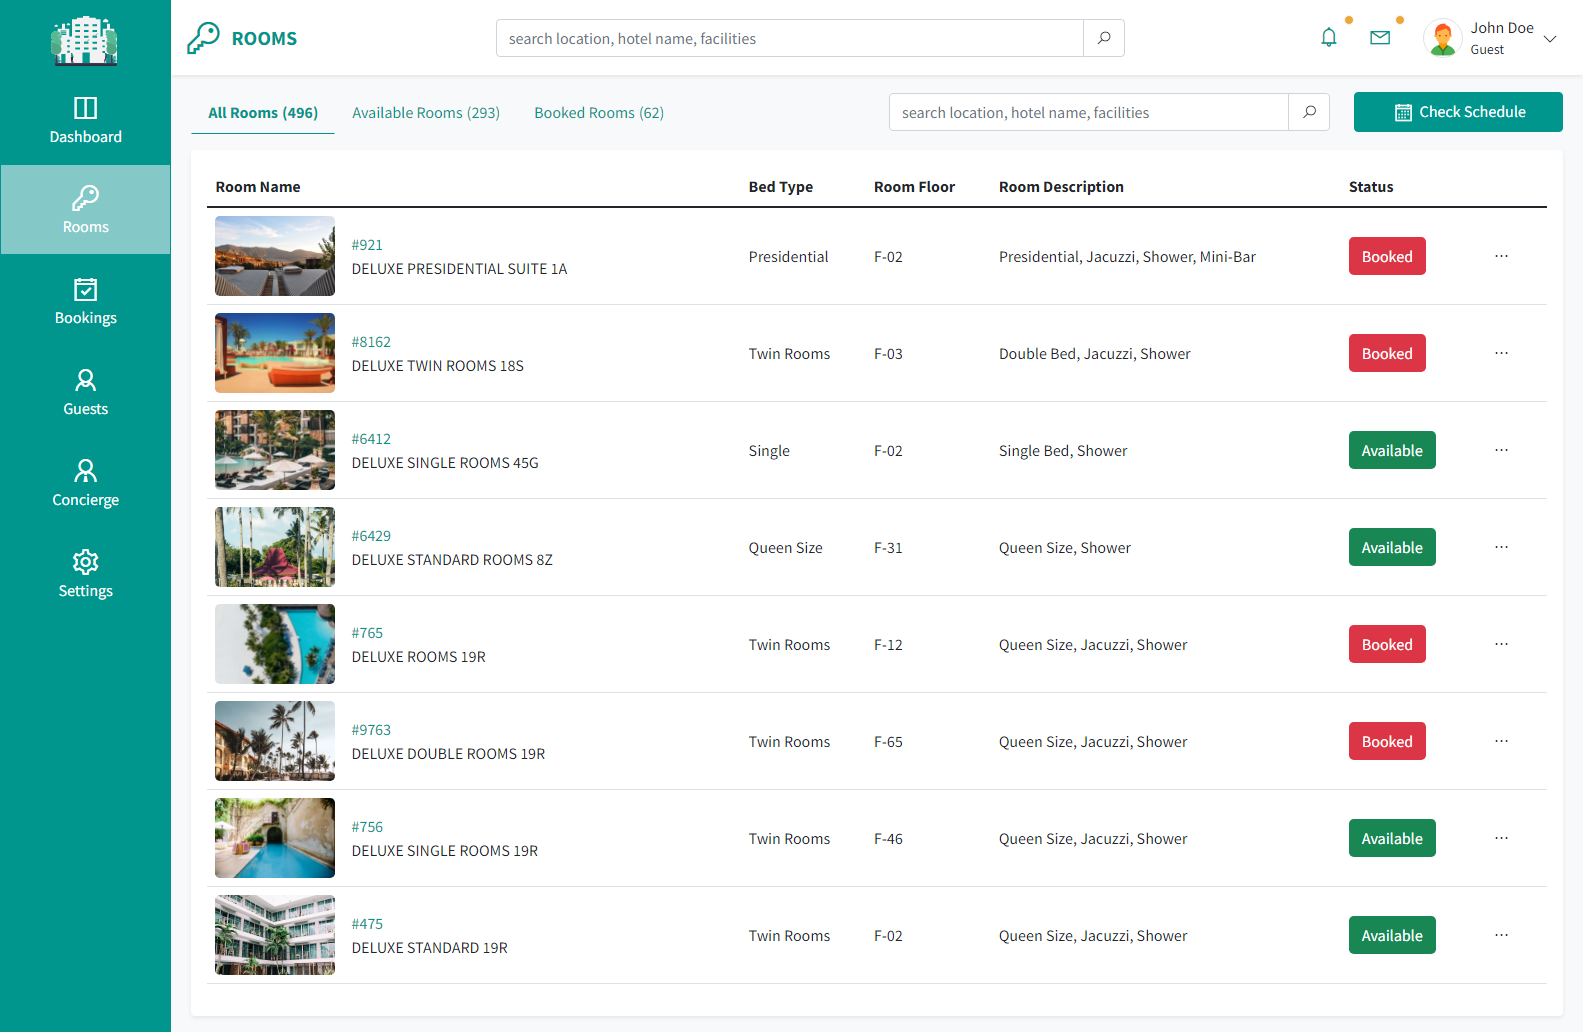 ROOMS
search location, hotel name, facilities
John Doe
Guest
Dashboard
Rooms
Bookings
Guests
Concierge
Settings
All Rooms (496)
Available Rooms (293)
Booked Rooms (62)
search location, hotel name, facilities
Check Schedule
Room Name Bed Type Room Floor Room Description Status
#921
DELUXE PRESIDENTIAL SUITE 1A
Presidential F-02 Presidential, Jacuzzi, Shower, Mini-Bar Booked ...
#8162
DELUXE TWIN ROOMS 18S
Twin Rooms F-03 Double Bed, Jacuzzi, Shower Booked ...
#6412
DELUXE SINGLE ROOMS 45G
Single F-02 Single Bed, Shower Available ...
#6429
DELUXE STANDARD ROOMS 8Z
Queen Size F-31 Queen Size, Shower Available ...
#765
DELUXE ROOMS 19R
Twin Rooms F-12 Queen Size, Jacuzzi, Shower Booked ...
#9763
DELUXE DOUBLE ROOMS 19R
Twin Rooms F-65 Queen Size, Jacuzzi, Shower Booked ...
#756
DELUXE SINGLE ROOMS 19R
Twin Rooms F-46 Queen Size, Jacuzzi, Shower Available ...
#475
DELUXE STANDARD 19R
Twin Rooms F-02 Queen Size, Jacuzzi, Shower Available ...